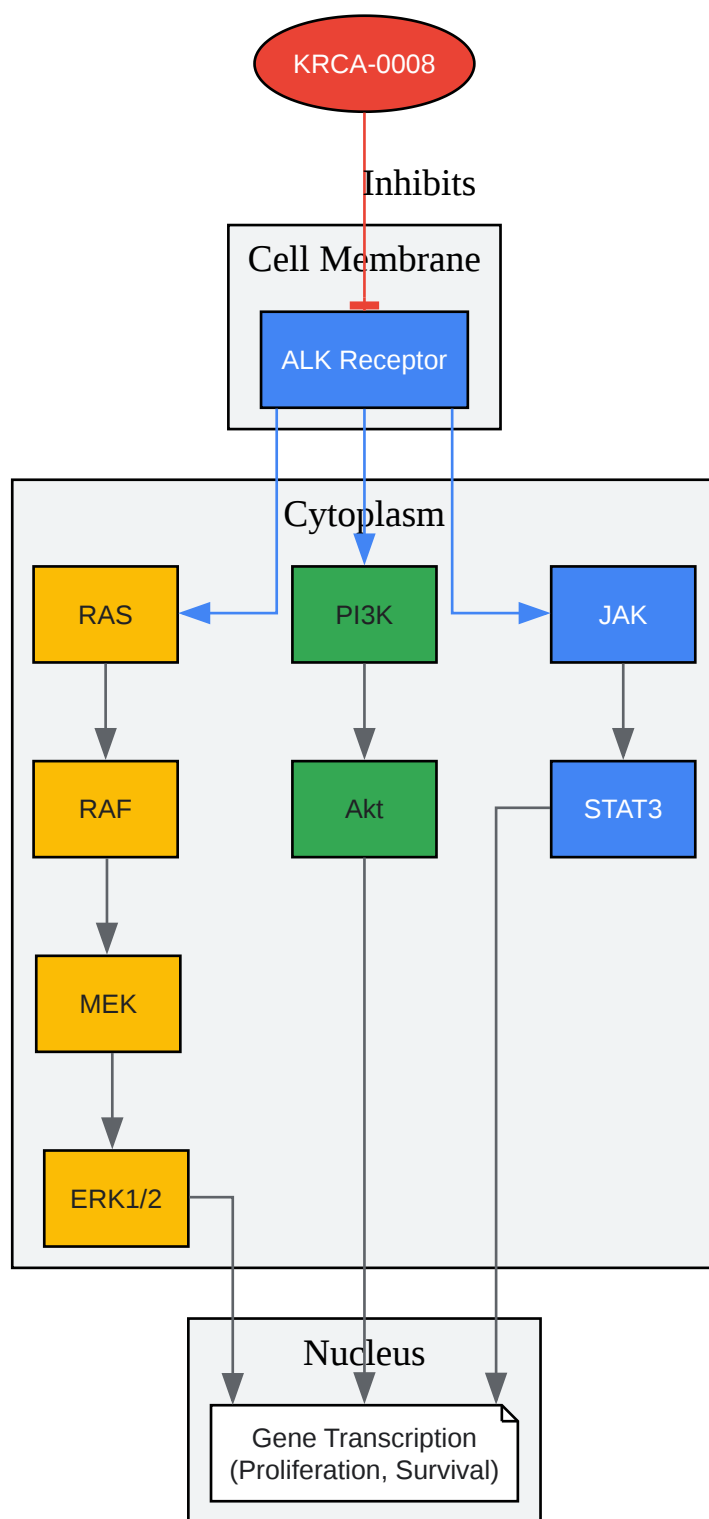 KRCA-0008
Inhibits
Cell Membrane
ALK Receptor
Cytoplasm
RAS
PI3K
JAK
RAF
Akt
STAT3
MEK
ERK1/2
Nucleus
Gene Transcription
(Proliferation, Survival)